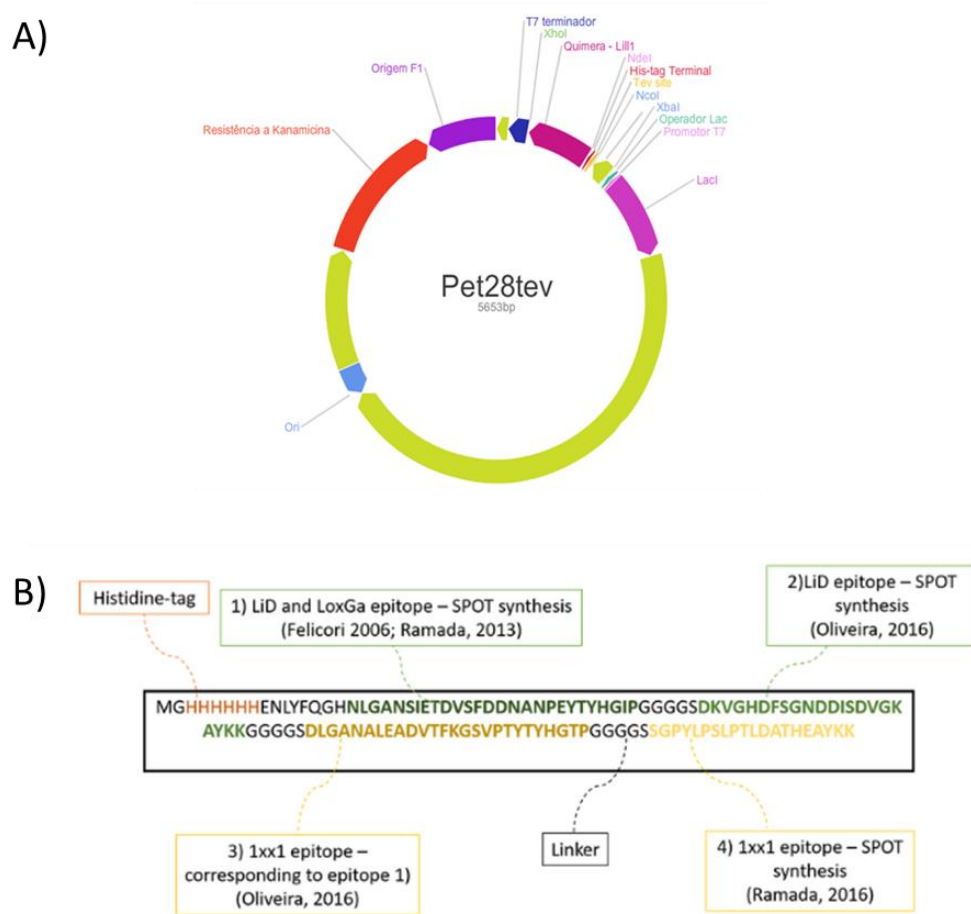 A)
T7 terminador
XhoI
Quimera - Lill1
NdeI
His-tag Terminal
Tev site
NcoI
XbaI
Operador Lac
Promotor T7
LacI
Origem F1
Resistência a Kanamicina
Pet28tev
5653bp
Ori
B)
Histidine-tag
1) LiD and LoxGa epitope – SPOT synthesis
(Felicori 2006; Ramada, 2013)
2)LiD epitope – SPOT
synthesis
(Oliveira, 2016)
MGHHHHHHENLYFQGHNLGANSIETDVSFDDNANPEYTYHGIPGGGGSDKVGHDFSGNDDISDVGK
AYKKGGGGSDLGANALEADVTFKGSVPTYTYHGTPGGGGSSGPYLPSLPTLDATHEAYKK
3) 1xx1 epitope –
corresponding to epitope 1)
(Oliveira, 2016)
Linker
4) 1xx1 epitope – SPOT
synthesis
(Ramada, 2016)